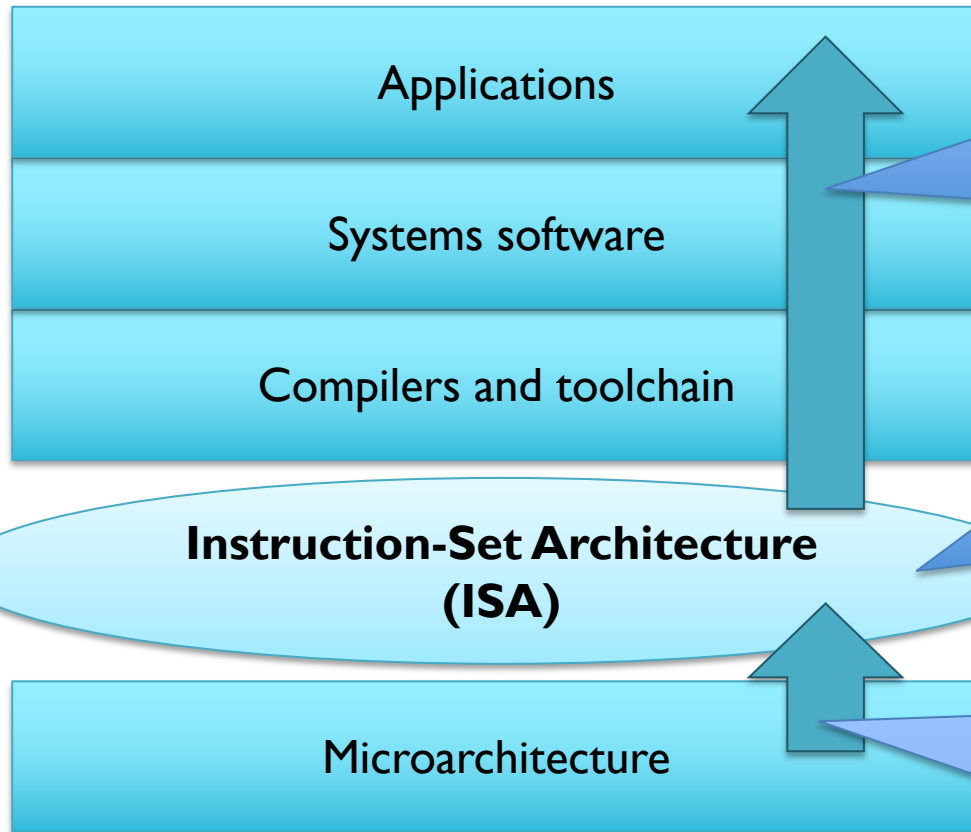 Applications
Systems software
Compilers and toolchain
Instruction-Set Architecture
(ISA)
Microarchitecture